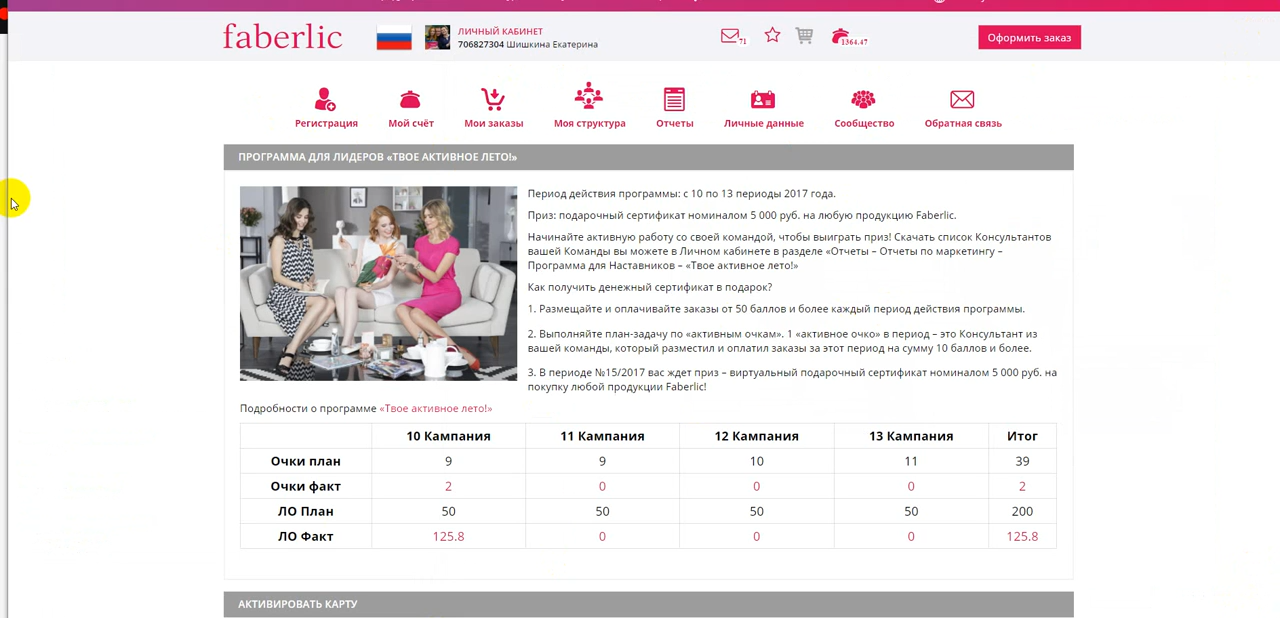 faberlic
ЛИЧНЫЙ КАБИНЕТ
706827304 Шишкина Екатерина
71
1364.47
Оформить заказ
Регистрация
Мой счёт
Мои заказы
Моя структура
Отчеты
Личные данные
Сообщество
Обратная связь
ПРОГРАММА ДЛЯ ЛИДЕРОВ «ТВОЕ АКТИВНОЕ ЛЕТО!»
Период действия программы: с 10 по 13 периоды 2017 года.
Приз: подарочный сертификат номиналом 5 000 руб. на любую продукцию Faberlic.
Начинайте активную работу со своей командой, чтобы выиграть приз! Скачать список Консультантов
вашей Команды вы можете в Личном кабинете в разделе «Отчеты – Отчеты по маркетингу –
Программа для Наставников – «Твое активное лето!»
Как получить денежный сертификат в подарок?
1. Размещайте и оплачивайте заказы от 50 баллов и более каждый период действия программы.
2. Выполняйте план-задачу по «активным очкам». 1 «активное очко» в период – это Консультант из
вашей команды, который разместил и оплатил заказы за этот период на сумму 10 баллов и более.
3. В периоде №15/2017 вас ждет приз – виртуальный подарочный сертификат номиналом 5 000 руб. на
покупку любой продукции Faberlic!
Подробности о программе «Твое активное лето!»
10 Кампания 11 Кампания 12 Кампания 13 Кампания Итог
Очки план 9 9 10 11 39
Очки факт 2 0 0 0 2
ЛО План 50 50 50 50 200
ЛО Факт 125.8 0 0 0 125.8
АКТИВИРОВАТЬ КАРТУ